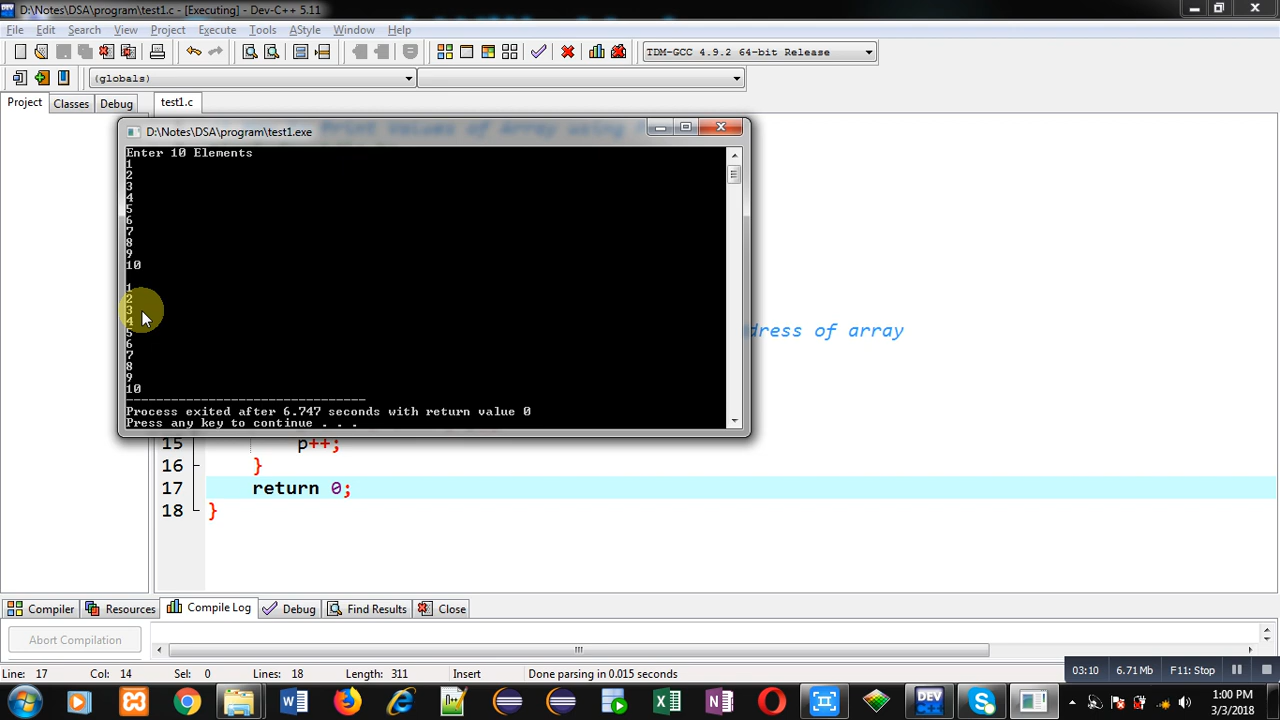 D:\Notes\DSA\program\test1.c - [Executing] - Dev-C++ 5.11
File Edit Search View Project Execute Tools AStyle Window Help
TDM-GCC 4.9.2 64-bit Release
(globals)
Project Classes Debug test1.c
D:\Notes\DSA\program\test1.exe
Enter 10 Elements
1
2
3
4
5
6
7
8
9
10
1
2
3
4
5
6
7
8
9
10
--------------------------------
Process exited after 6.747 seconds with return value 0
Press any key to continue . . .
dress of array
15 p++;
16 }
17 return 0;
18 }
Compiler Resources Compile Log Debug Find Results Close
Abort Compilation
Line: 17 Col: 14 Sel: 0 Lines: 18 Length: 311 Insert Done parsing in 0.015 seconds
03:10 6.71 Mb F11: Stop
DEV
1:00 PM
3/3/2018